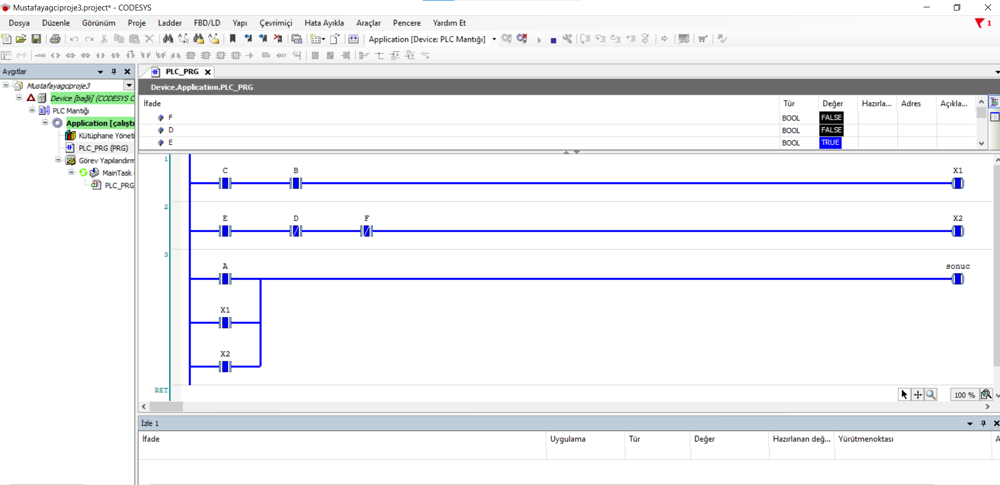 Mustafayagciproje3.project* - CODESYS
Dosya Düzenle Görünüm Proje Ladder FBD/LD Yapı Çevrimiçi Hata Ayıkla Araçlar Pencere Yardım Et
1
Application [Device: PLC Mantığı]
Aygıtlar
Mustafayagciproje3
Device [bağlı] (CODESYS C
PLC Mantığı
Application [çalıştı
Kütüphane Yöneti
PLC_PRG (PRG)
Görev Yapılandırm
MainTask
PLC_PRG
PLC_PRG
Device.Application.PLC_PRG
İfade Tür Değer Hazırla... Adres Açıkla...
F BOOL FALSE
D BOOL FALSE
E BOOL TRUE
1
C B X1
2
E D F X2
3
A sonuc
X1
X2
RET
100 %
İzle 1
İfade Uygulama Tür Değer Hazırlanan değ... Yürütmenoktası A